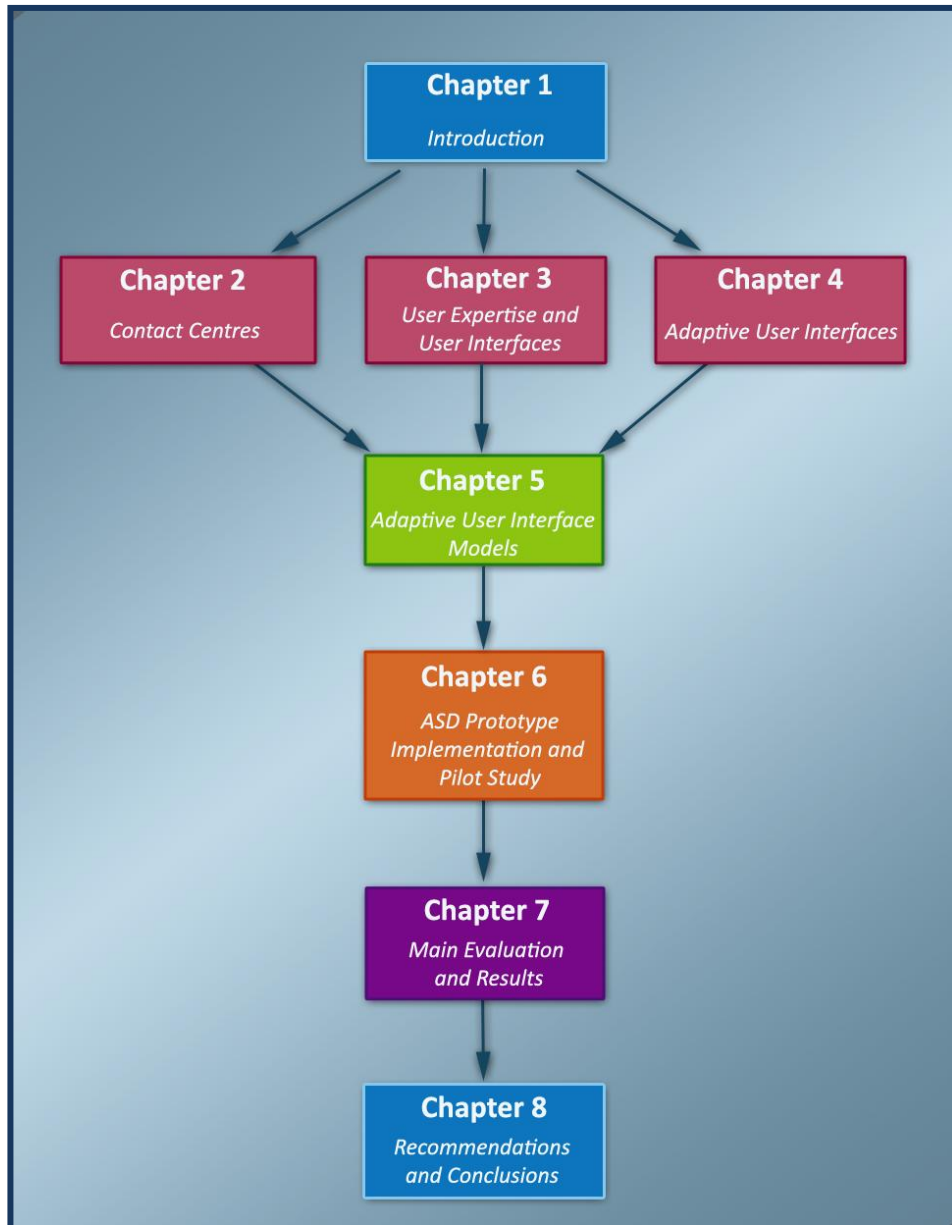 Chapter 1
Introduction
Chapter 2
Contact Centres
Chapter 3
User Expertise and
User Interfaces
Chapter 4
Adaptive User Interfaces
Chapter 5
Adaptive User Interface
Models
Chapter 6
ASD Prototype
Implementation and
Pilot Study
Chapter 7
Main Evaluation
and Results
Chapter 8
Recommendations
and Conclusions